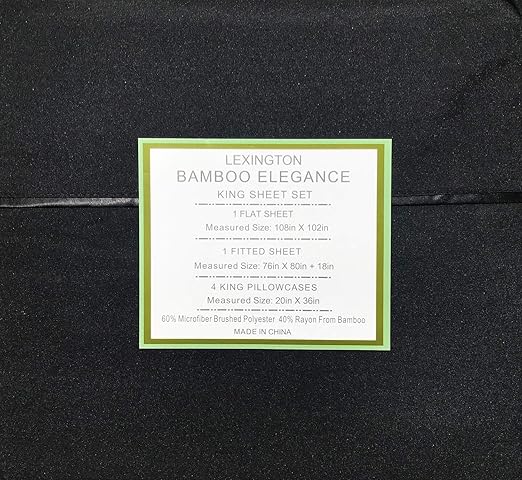 LEXINGTON
BAMBOO ELEGANCE
KING SHEET SET
1 FLAT SHEET
Measured Size: 108in X 102in
1 FITTED SHEET
Measured Size: 76in X 80in + 18in
4 KING PILLOWCASES
Measured Size: 20in X 36in
60% Microfiber Brushed Polyester 40% Rayon From Bamboo
MADE IN CHINA